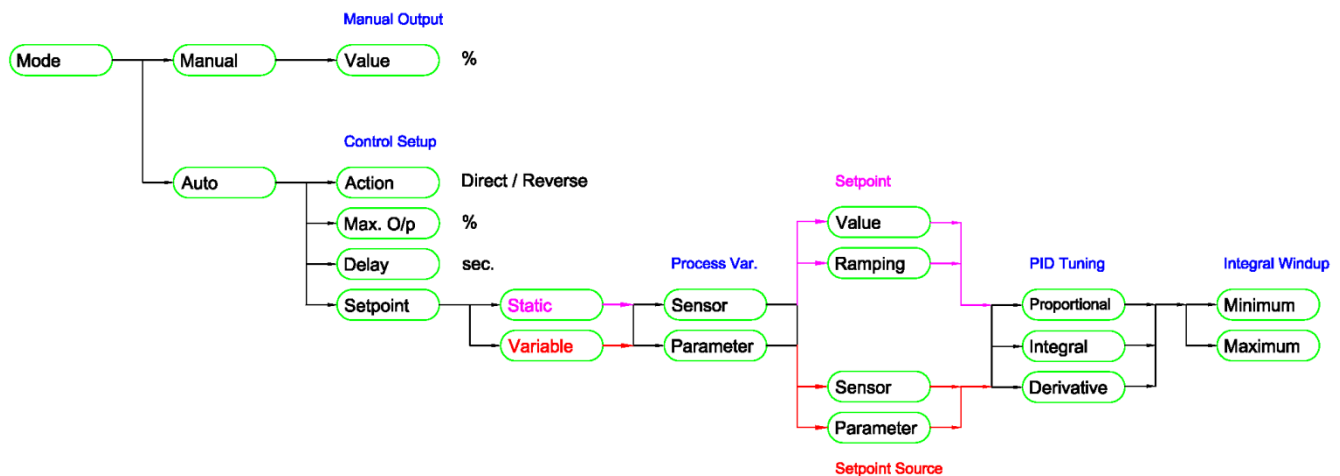 Manual Output
Mode
Manual
Value
%
Control Setup
Auto
Action
Direct / Reverse
Setpoint
Max. O/p
%
Value
Delay
sec.
Process Var.
Ramping
PID Tuning
Integral Windup
Setpoint
Static
Sensor
Proportional
Minimum
Variable
Parameter
Integral
Maximum
Sensor
Derivative
Parameter
Setpoint Source